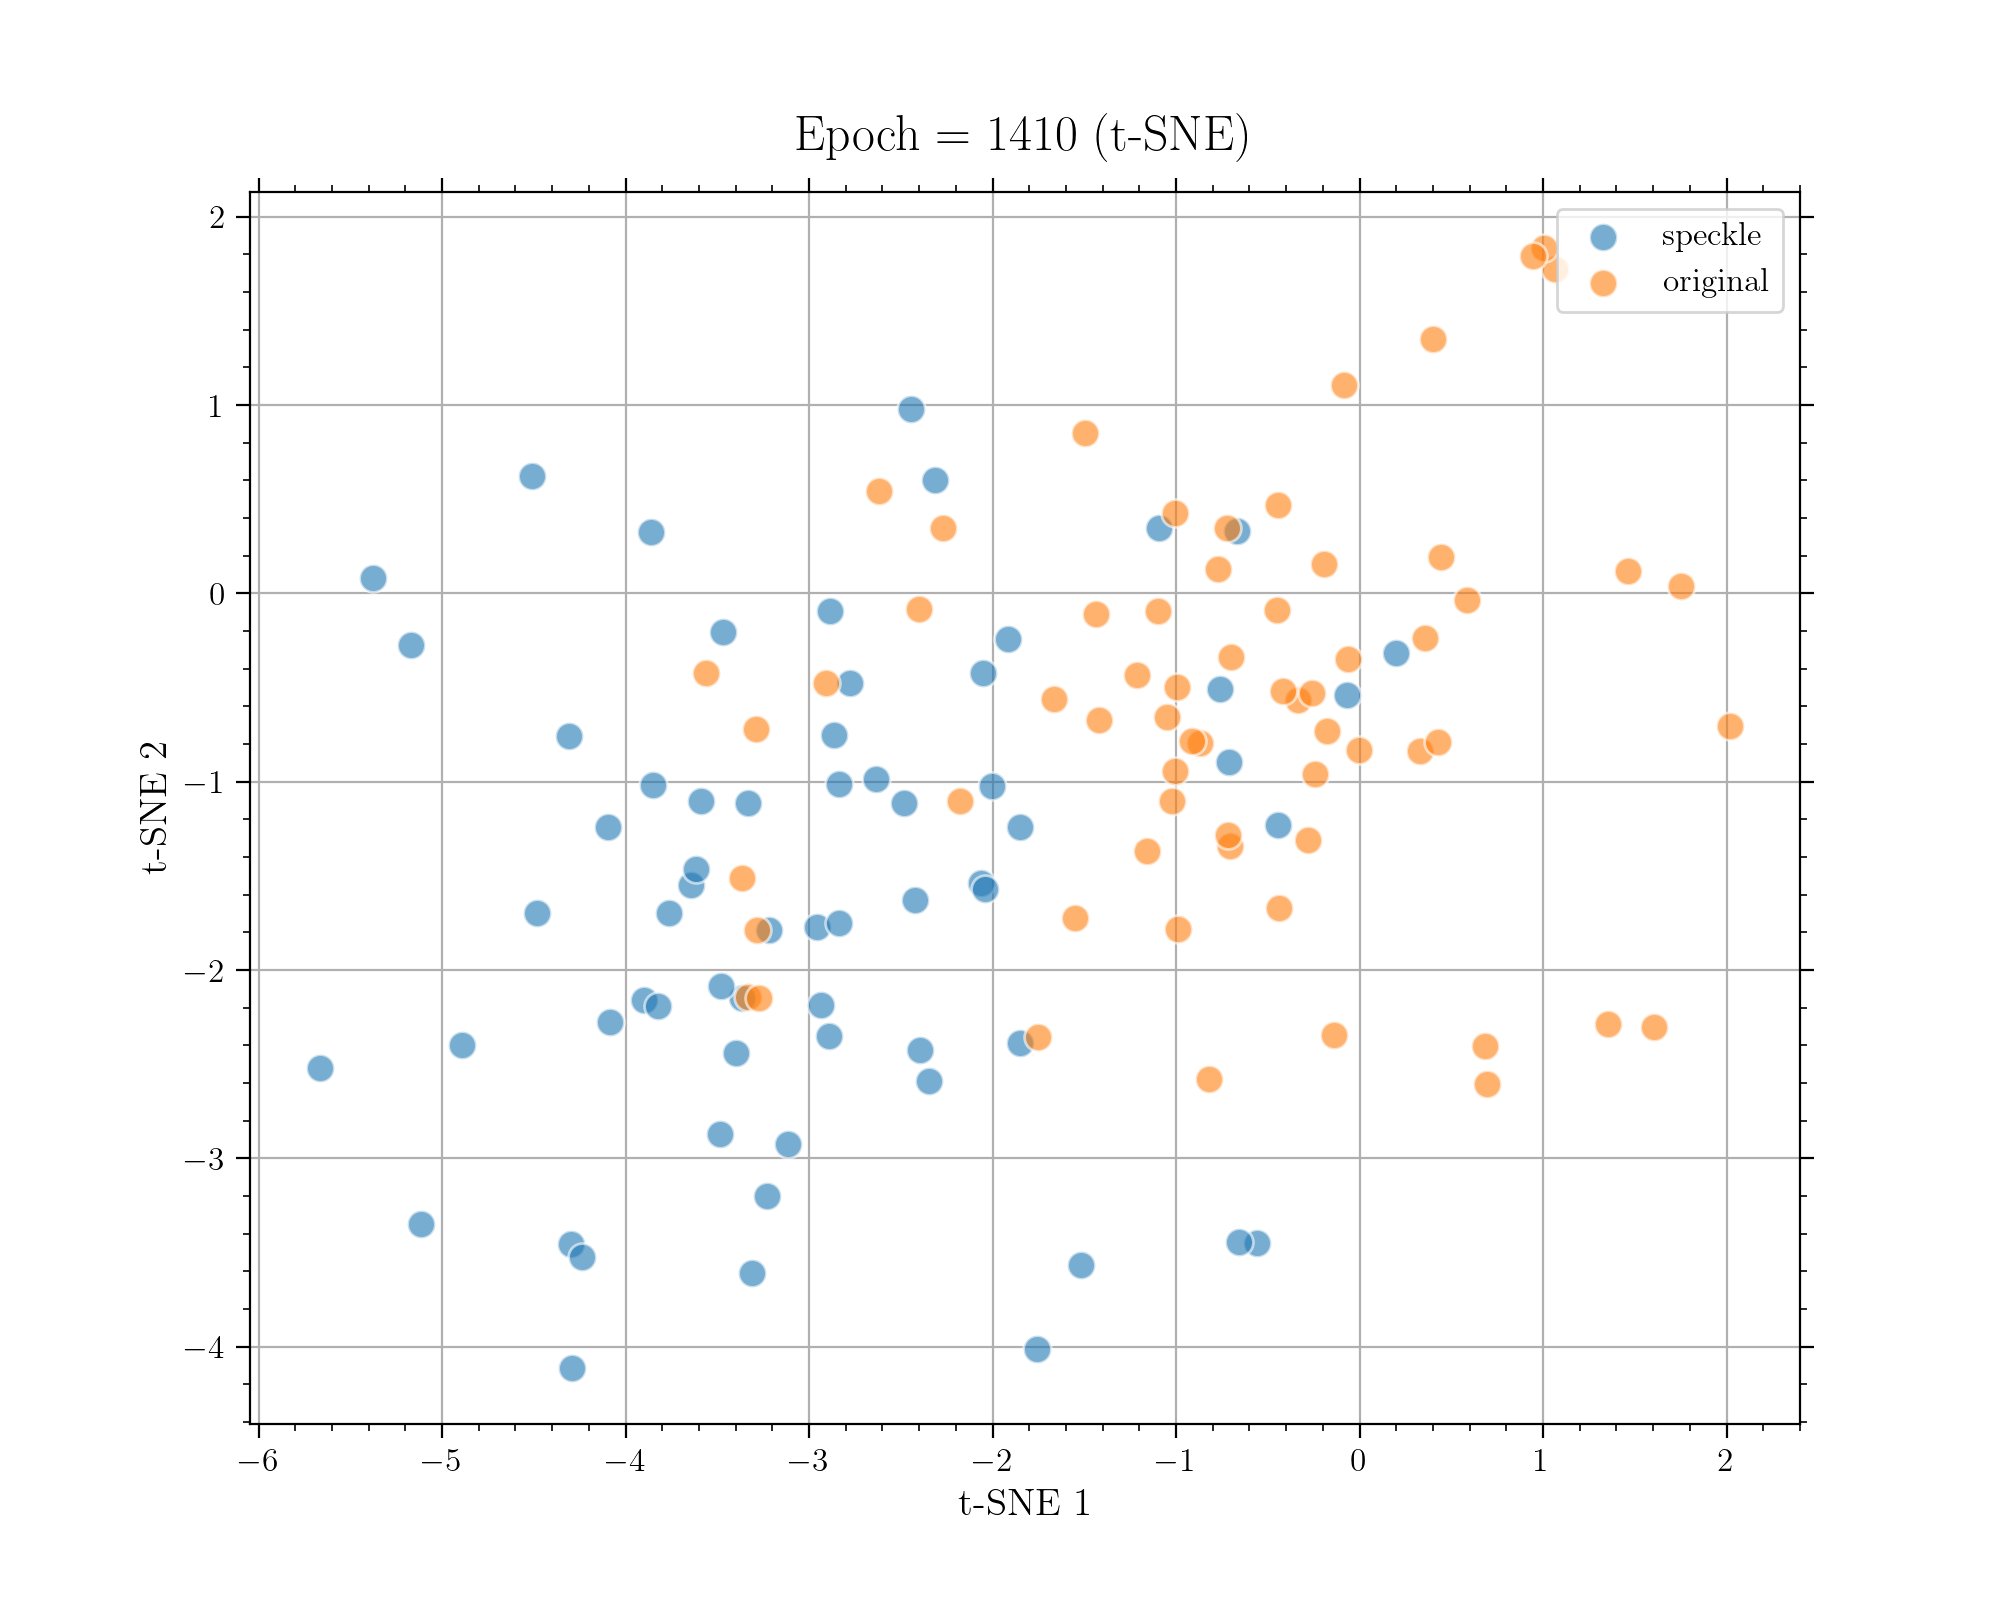 Epoch = 1410 (t-SNE)
speckle
original
2
1
0
−1
−2
−3
−4
t-SNE 2
−6 −5 −4 −3 −2 −1 0 1 2
t-SNE 1